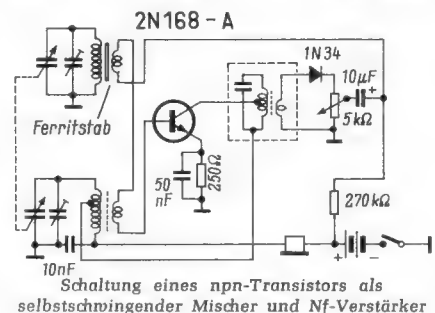 2N168-A
1N34
10µF
+
5kΩ
Ferritstab
50
nF
250Ω
270kΩ
+ −
10nF
Schaltung eines npn-Transistors als
selbstschwingender Mischer und Nf-Verstärker